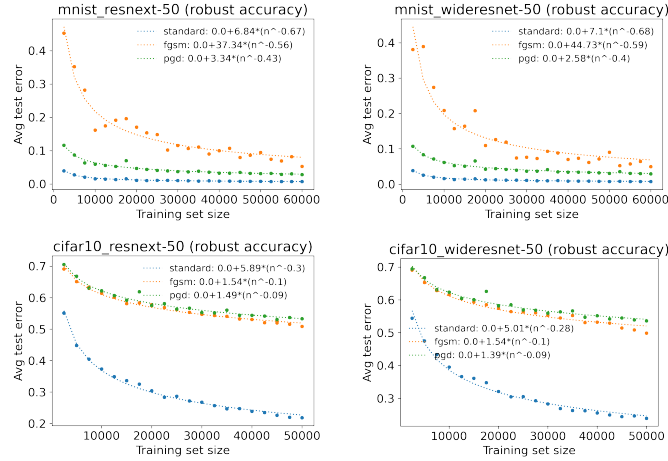 mnist_resnext-50 (robust accuracy)
standard: 0.0+6.84*(n^-0.67)
fgsm: 0.0+37.34*(n^-0.56)
pgd: 0.0+3.34*(n^-0.43)
Avg test error
0.4
0.3
0.2
0.1
0.0
0 10000 20000 30000 40000 50000 60000
Training set size
mnist_wideresnet-50 (robust accuracy)
standard: 0.0+7.1*(n^-0.68)
fgsm: 0.0+44.73*(n^-0.59)
pgd: 0.0+2.58*(n^-0.4)
Avg test error
0.4
0.3
0.2
0.1
0.0
0 10000 20000 30000 40000 50000 60000
Training set size
cifar10_resnext-50 (robust accuracy)
standard: 0.0+5.89*(n^-0.3)
fgsm: 0.0+1.54*(n^-0.1)
pgd: 0.0+1.49*(n^-0.09)
Avg test error
0.7
0.6
0.5
0.4
0.3
0.2
10000 20000 30000 40000 50000
Training set size
cifar10_wideresnet-50 (robust accuracy)
standard: 0.0+5.01*(n^-0.28)
fgsm: 0.0+1.54*(n^-0.1)
pgd: 0.0+1.39*(n^-0.09)
Avg test error
0.7
0.6
0.5
0.4
0.3
10000 20000 30000 40000 50000
Training set size